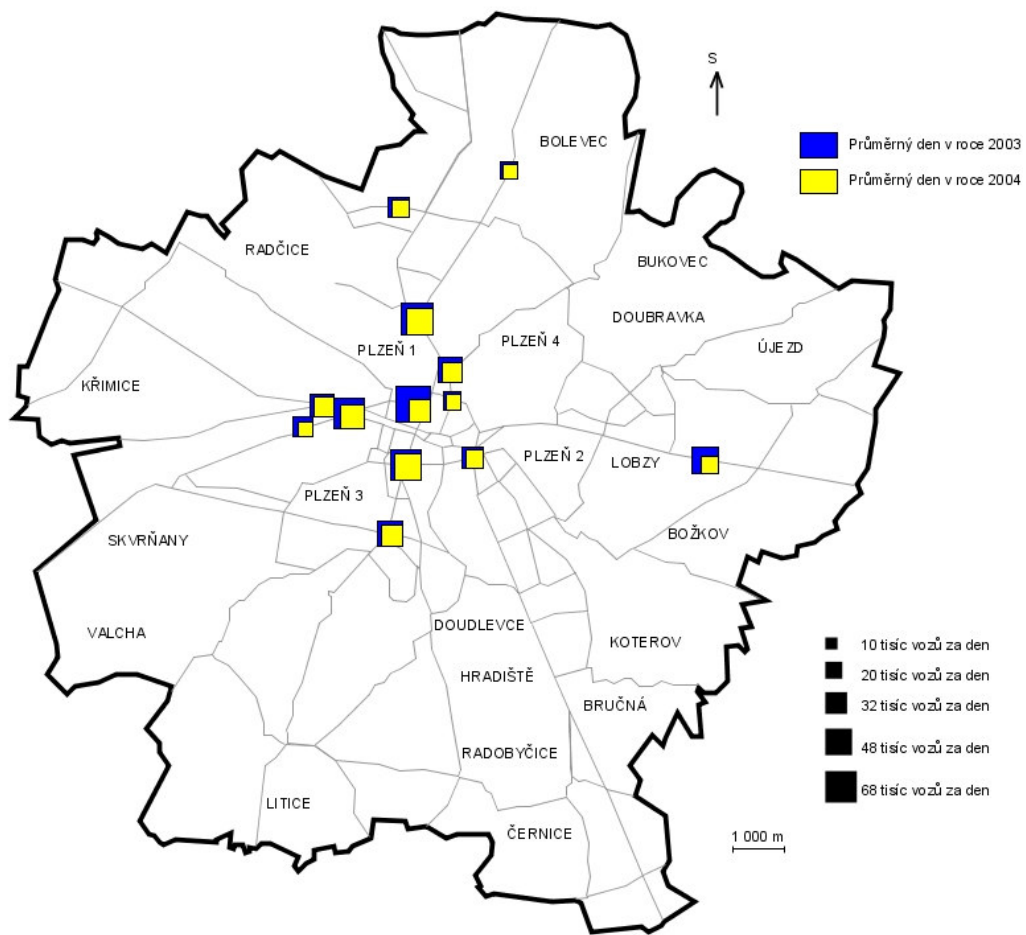 S
BOLEVEC
Průměrný den v roce 2003
Průměrný den v roce 2004
RADČICE
BUKOVEC
DOUBRAVKA
PLZEŇ 4
PLZEŇ 1
ÚJEZD
KŘIMICE
PLZEŇ 2
LOBZY
PLZEŇ 3
SKVRŇANY
BOŽKOV
VALCHA
DOUDLEVCE
KOTEROV
HRADIŠTĚ
BRUČNÁ
RADOBYČICE
LITICE
ČERNICE
10 tisíc vozů za den
20 tisíc vozů za den
32 tisíc vozů za den
48 tisíc vozů za den
68 tisíc vozů za den
1 000 m